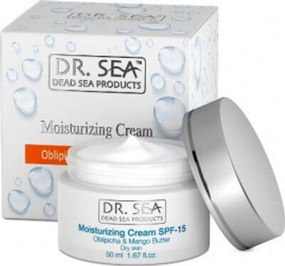 DR. SEA™
DEAD SEA PRODUCTS
Moisturizing Cream
Oblipi
DR. SEA
DEAD SEA PRODUCTS
Moisturizing Cream SPF-15
Oblipicha & Mango Butter
Dry skin
50 ml 1.67 fl.oz.